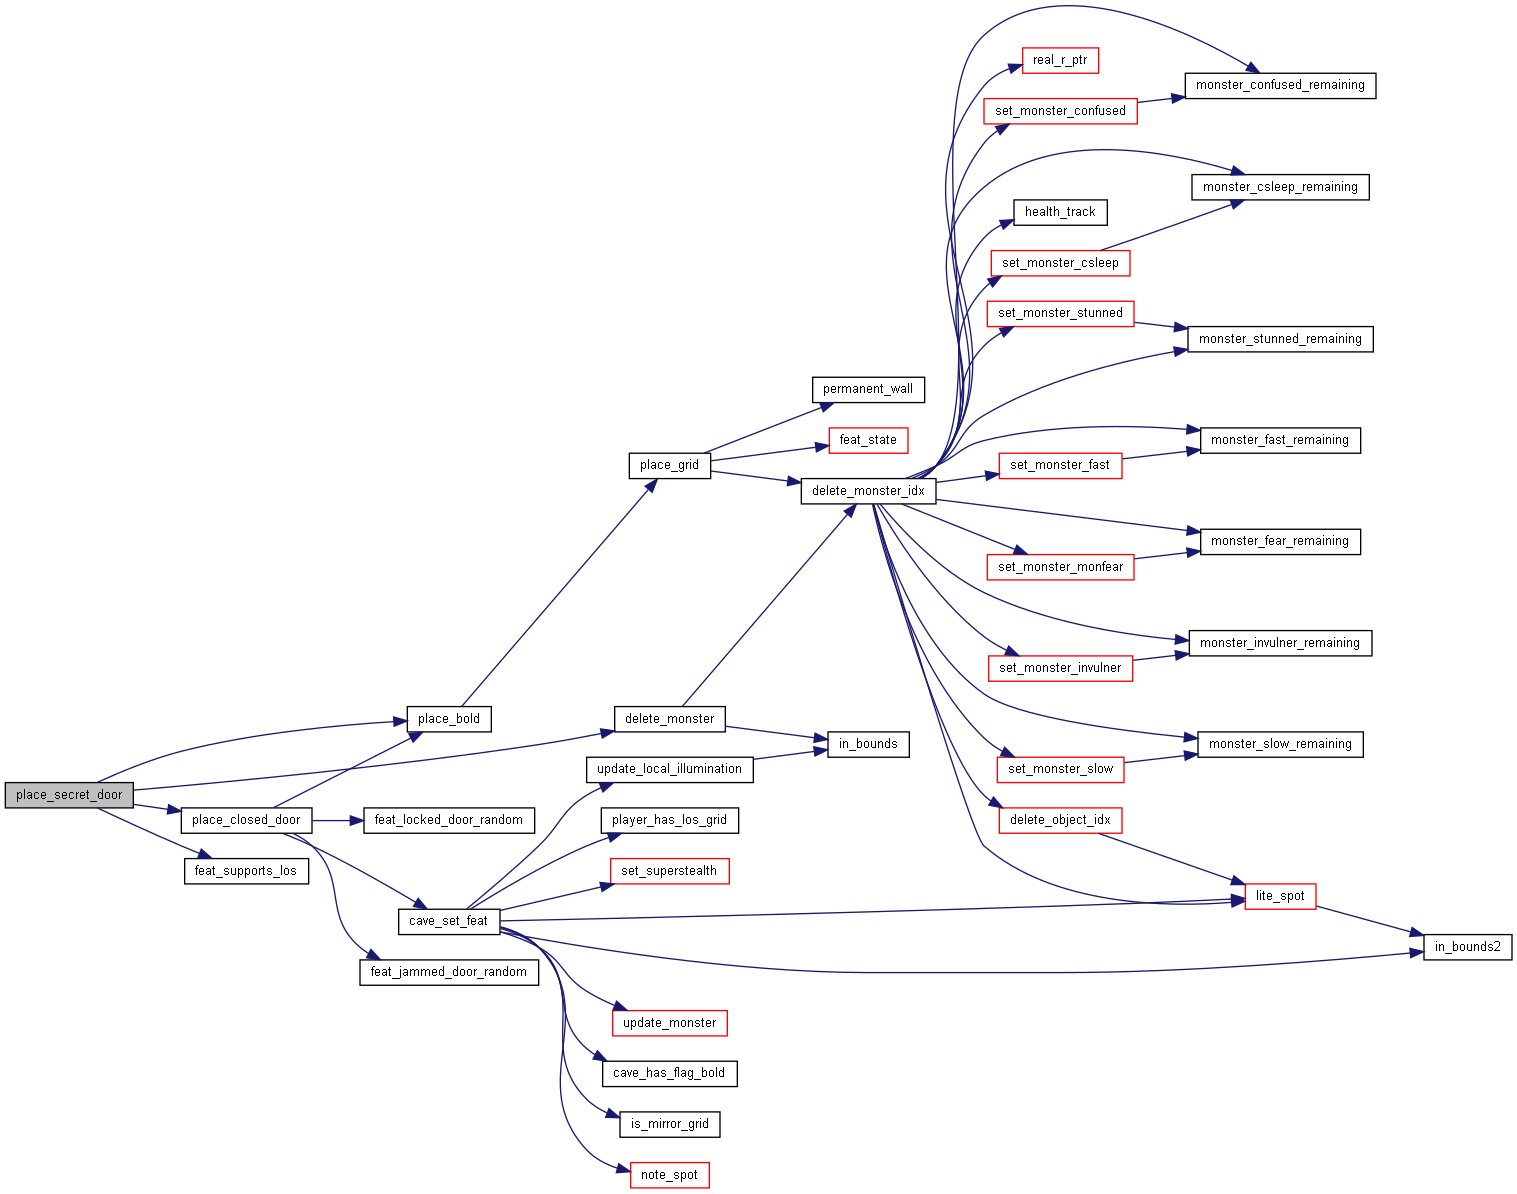 real_r_ptr
monster_confused_remaining
set_monster_confused
monster_csleep_remaining
health_track
set_monster_csleep
set_monster_stunned
monster_stunned_remaining
permanent_wall
feat_state
monster_fast_remaining
place_grid
set_monster_fast
delete_monster_idx
monster_fear_remaining
set_monster_monfear
monster_invulner_remaining
set_monster_invulner
place_bold
delete_monster
in_bounds
monster_slow_remaining
update_local_illumination
set_monster_slow
place_secret_door
place_closed_door
feat_locked_door_random
player_has_los_grid
delete_object_idx
feat_supports_los
set_superstealth
lite_spot
cave_set_feat
in_bounds2
feat_jammed_door_random
update_monster
cave_has_flag_bold
is_mirror_grid
note_spot